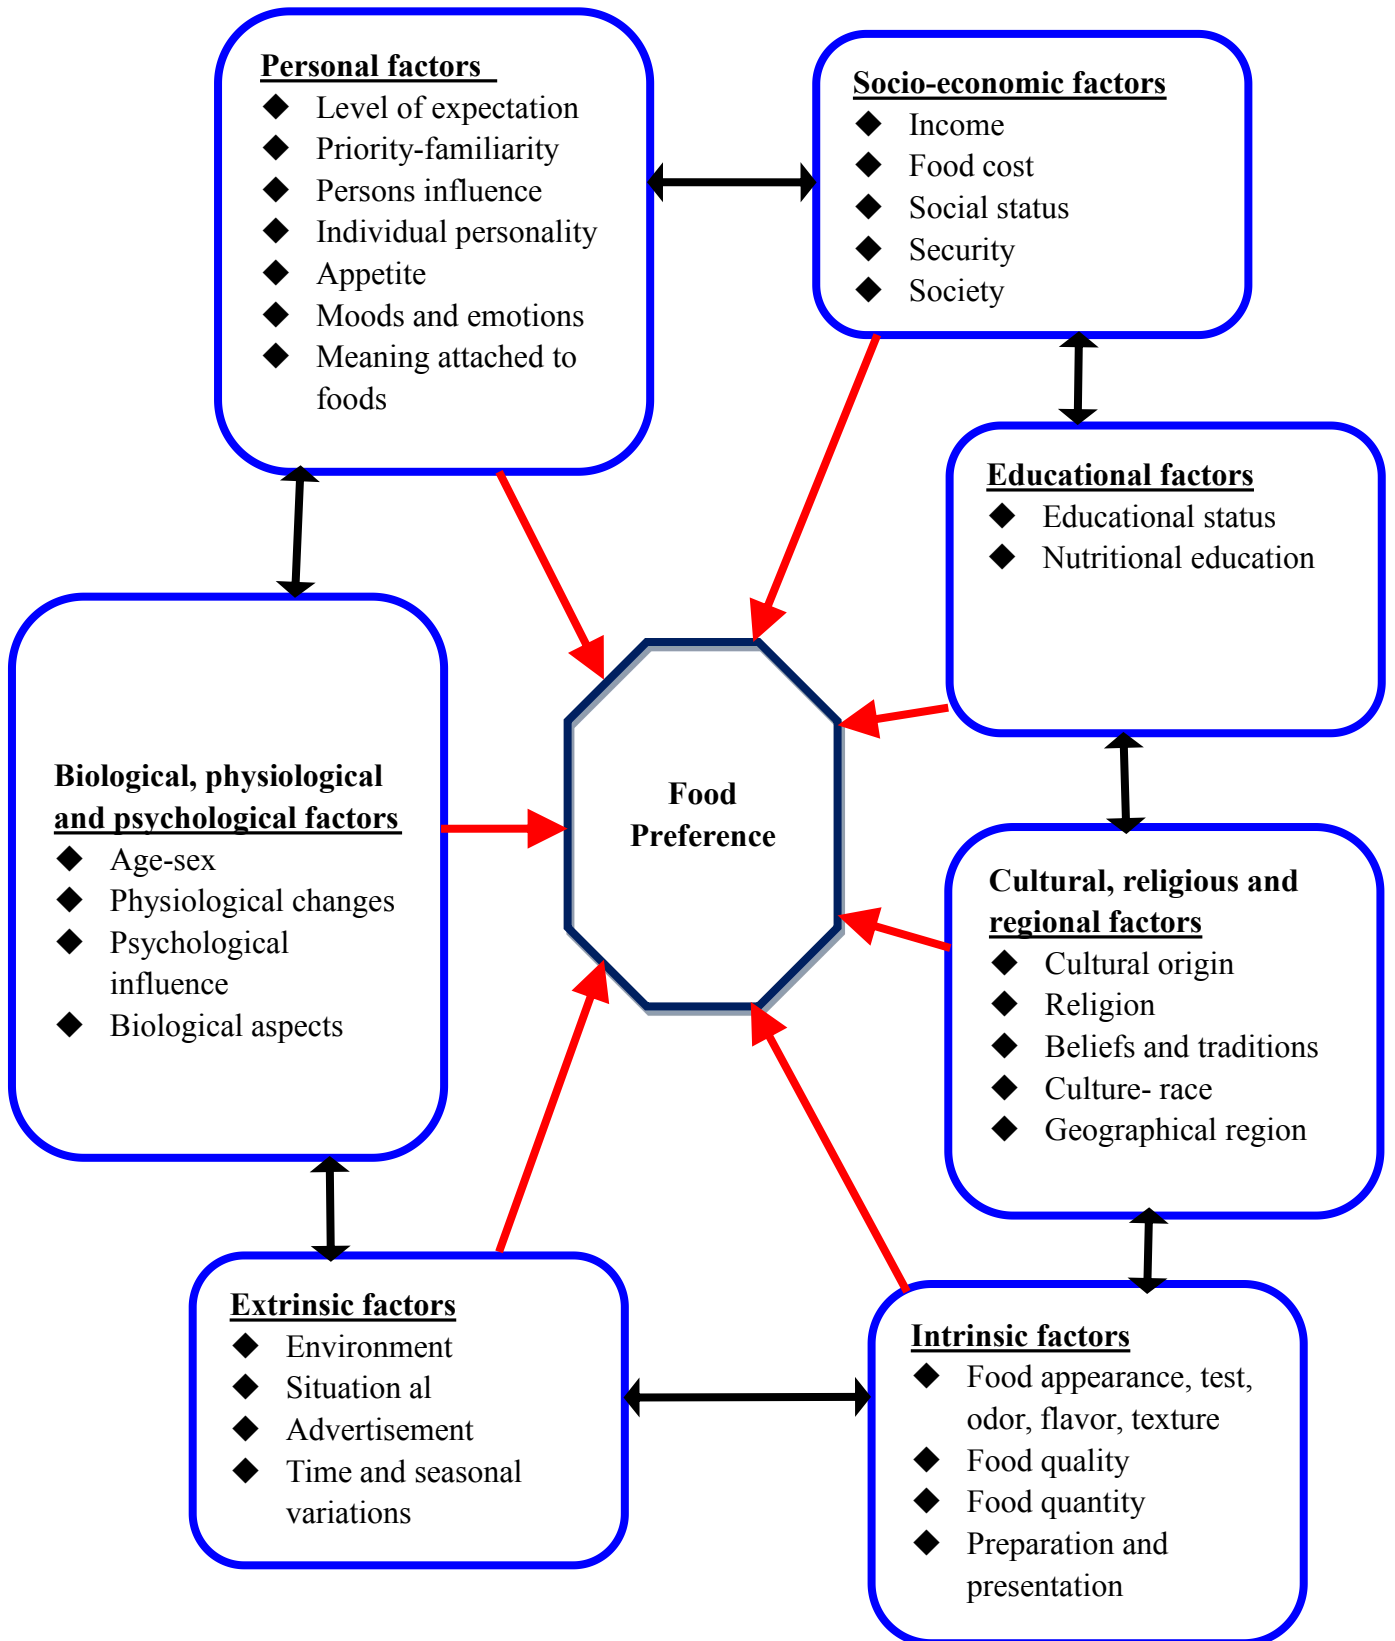 Personal factors
◆ Level of expectation
◆ Priority-familiarity
◆ Persons influence
◆ Individual personality
◆ Appetite
◆ Moods and emotions
◆ Meaning attached to
foods
Socio-economic factors
◆ Income
◆ Food cost
◆ Social status
◆ Security
◆ Society
Educational factors
◆ Educational status
◆ Nutritional education
Biological, physiological
and psychological factors
◆ Age-sex
◆ Physiological changes
◆ Psychological
influence
◆ Biological aspects
Food
Preference
Cultural, religious and
regional factors
◆ Cultural origin
◆ Religion
◆ Beliefs and traditions
◆ Culture- race
◆ Geographical region
Extrinsic factors
◆ Environment
◆ Situation al
◆ Advertisement
◆ Time and seasonal
variations
Intrinsic factors
◆ Food appearance, test,
odor, flavor, texture
◆ Food quality
◆ Food quantity
◆ Preparation and
presentation